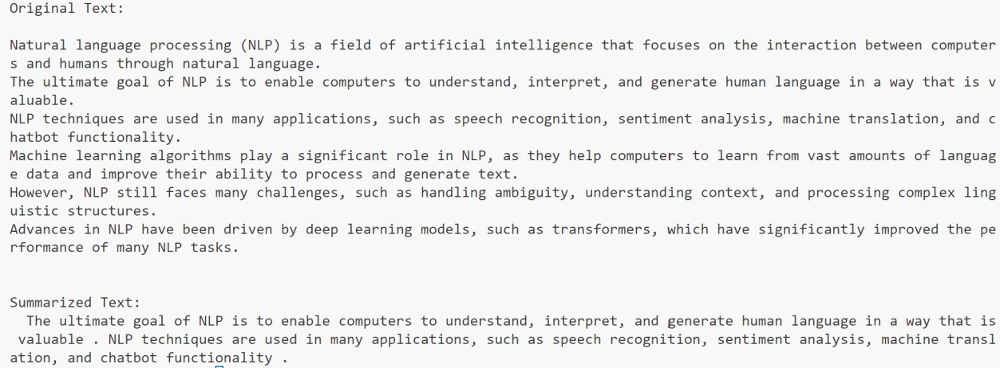 Original Text:
Natural language processing (NLP) is a field of artificial intelligence that focuses on the interaction between computer
s and humans through natural language.
The ultimate goal of NLP is to enable computers to understand, interpret, and generate human language in a way that is v
aluable.
NLP techniques are used in many applications, such as speech recognition, sentiment analysis, machine translation, and c
hatbot functionality.
Machine learning algorithms play a significant role in NLP, as they help computers to learn from vast amounts of languag
e data and improve their ability to process and generate text.
However, NLP still faces many challenges, such as handling ambiguity, understanding context, and processing complex ling
uistic structures.
Advances in NLP have been driven by deep learning models, such as transformers, which have significantly improved the pe
rformance of many NLP tasks.
Summarized Text:
The ultimate goal of NLP is to enable computers to understand, interpret, and generate human language in a way that is
valuable . NLP techniques are used in many applications, such as speech recognition, sentiment analysis, machine transl
ation, and chatbot functionality .